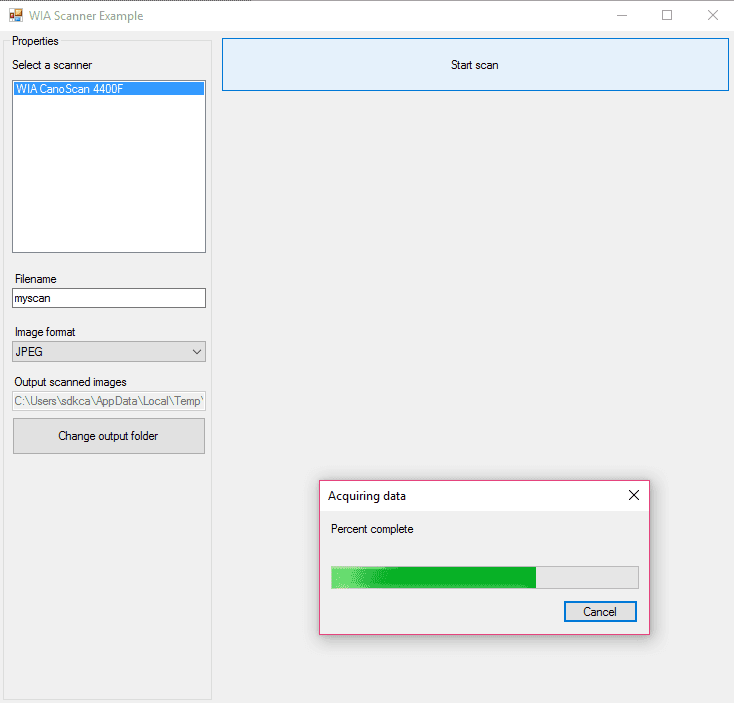 WIA Scanner Example
Properties
Select a scanner
WIA CanoScan 4400F
Start scan
Filename
myscan
Image format
JPEG
Output scanned images
C:\Users\sdkca\AppData\Local\Temp\
Change output folder
Acquiring data
Percent complete
Cancel